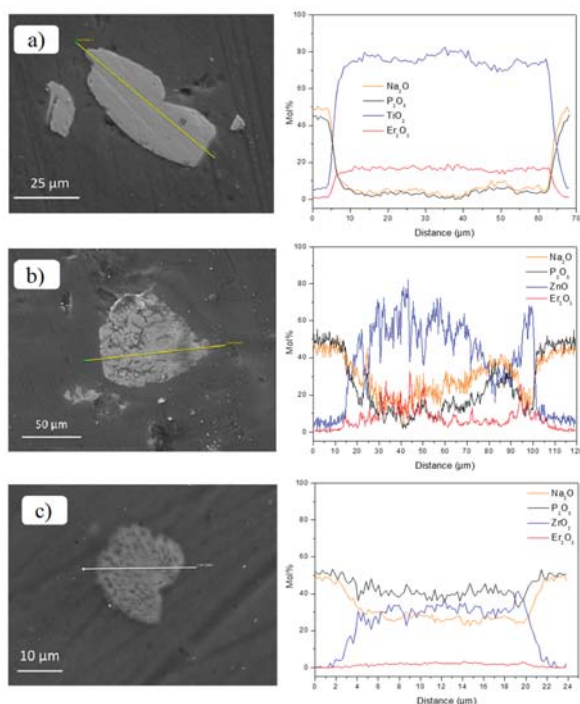 a)
25 µm
Mol%
80
60
40
20
0
Na2O
P2O5
TiO2
Er2O3
0 10 20 30 40 50 60 70
Distance (µm)
b)
50 µm
Mol%
100
80
60
40
20
0
Na2O
P2O5
ZnO
Er2O3
0 10 20 30 40 50 60 70 80 90 100 110 120
Distance (µm)
c)
10 µm
Mol%
100
80
60
40
20
0
Na2O
P2O5
ZrO2
Er2O3
0 2 4 6 8 10 12 14 16 18 20 22 24
Distance (µm)